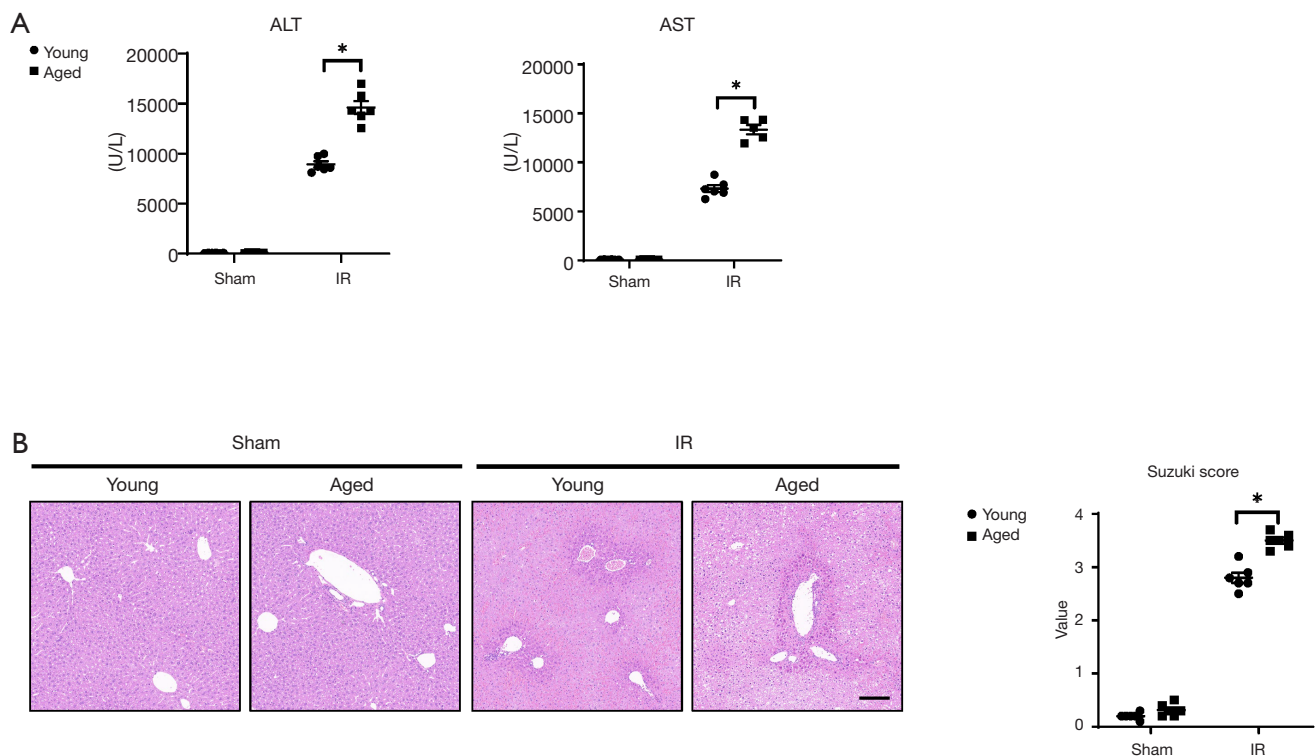 A
ALT
AST
Young
Aged
20000
15000
10000
5000
0
(U/L)
*
Sham
IR
20000
15000
10000
5000
0
(U/L)
*
Sham
IR
B
Sham
IR
Young
Aged
Young
Aged
Suzuki score
Young
Aged
4
3
2
1
0
Value
*
Sham
IR